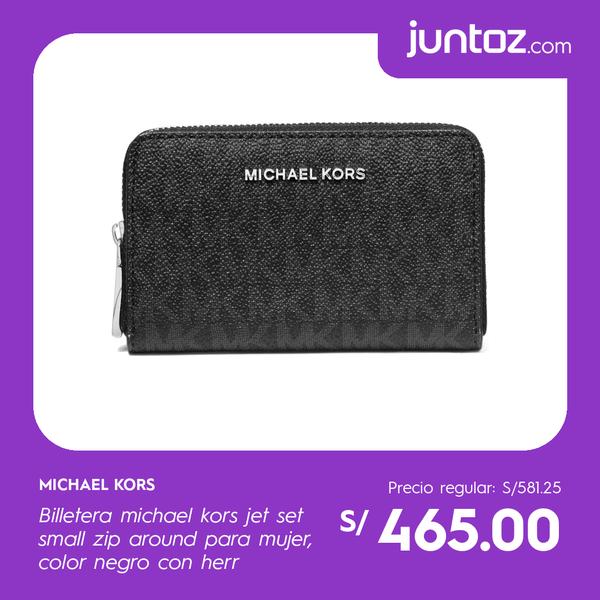 juntoz.com
MICHAEL KORS
MICHAEL KORS
Precio regular: S/581.25
Billetera michael kors jet set
small zip around para mujer,
color negro con herr
S/ 465.00